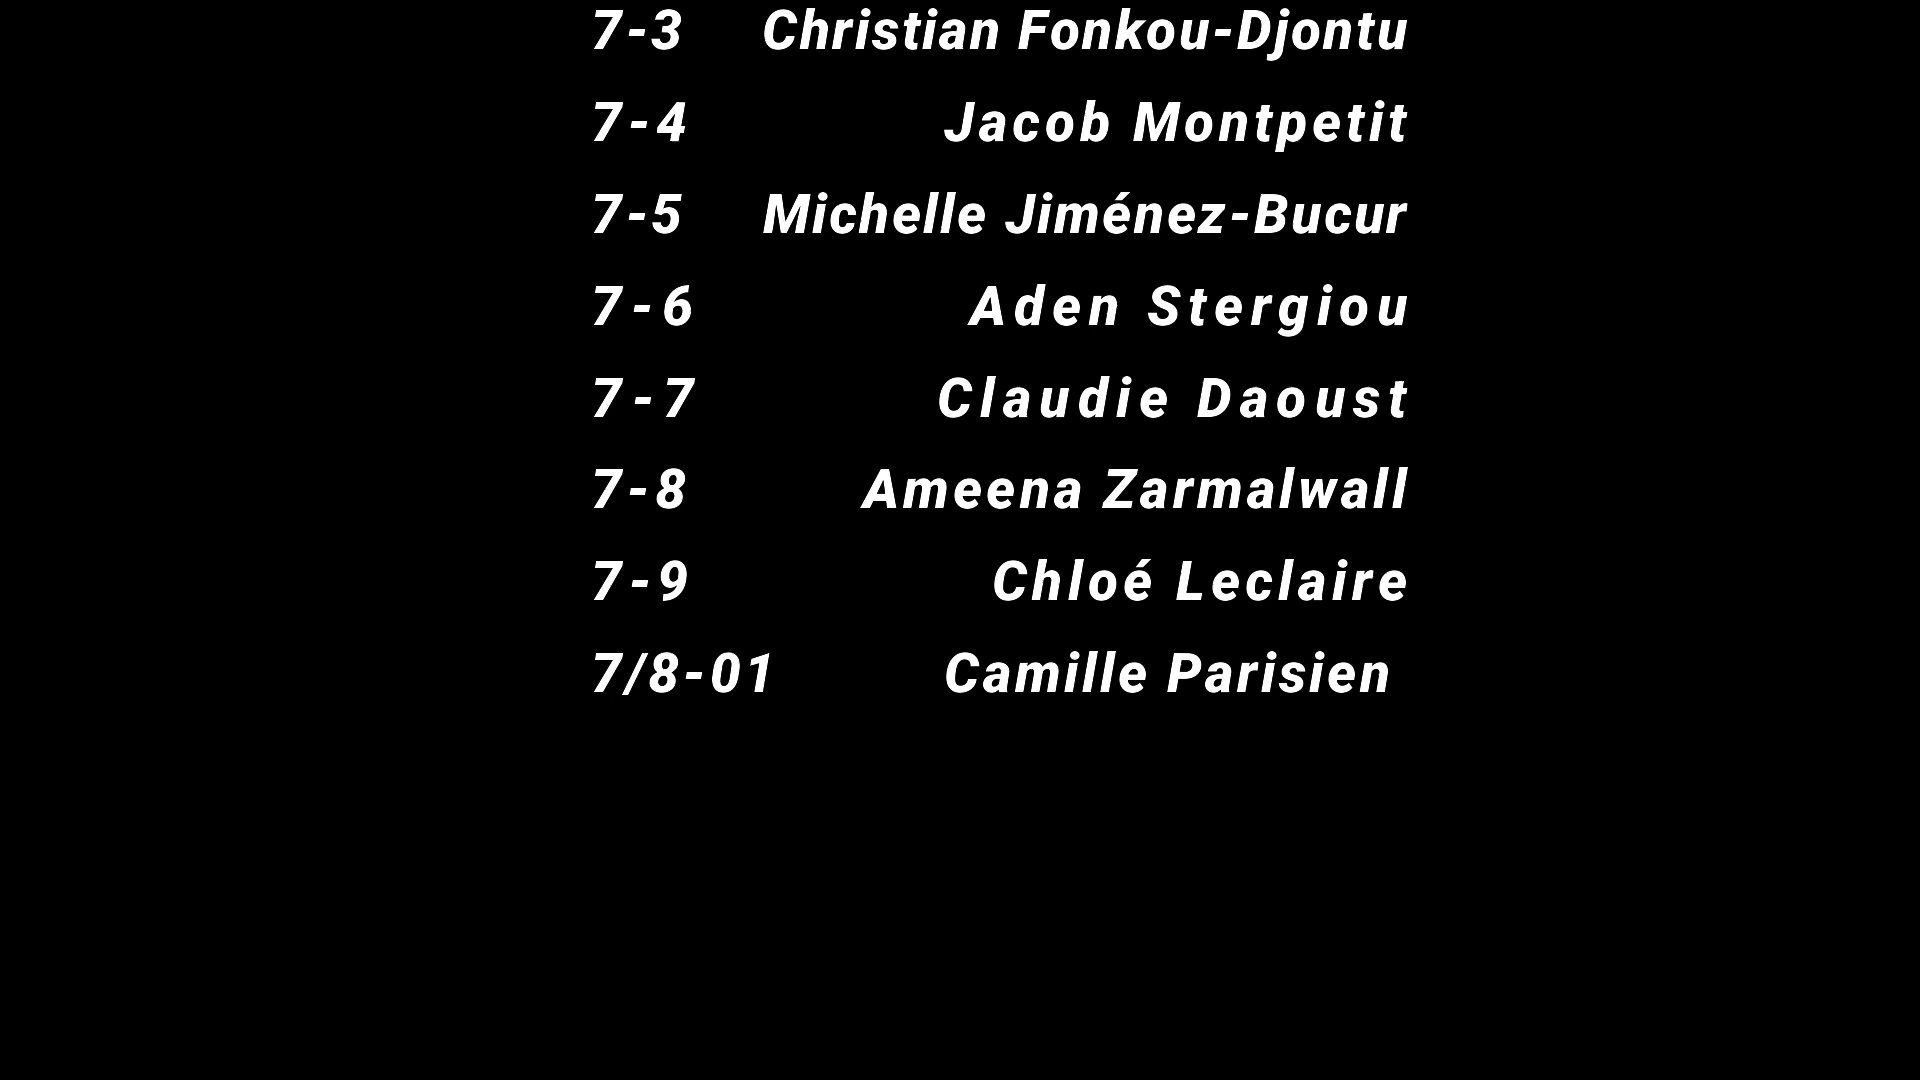 7-3 Christian Fonkou-Djontu
7-4 Jacob Montpetit
7-5 Michelle Jiménez-Bucur
7-6 Aden Stergiou
7-7 Claudie Daoust
7-8 Ameena Zarmalwall
7-9 Chloé Leclaire
7/8-01 Camille Parisien